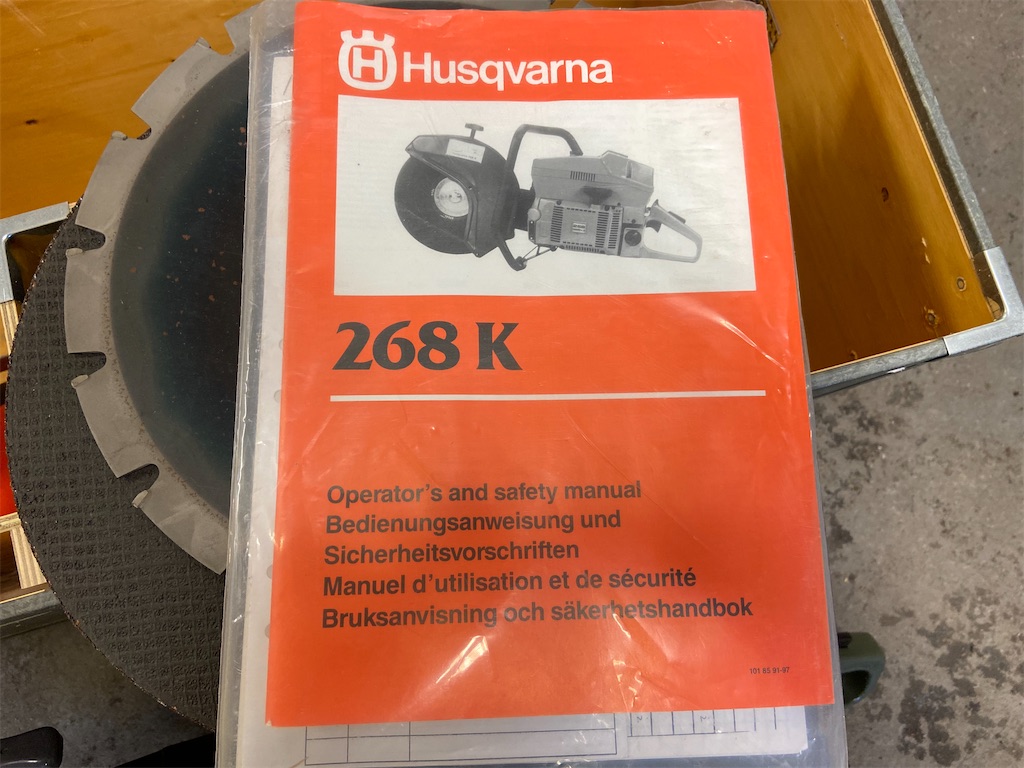 Husqvarna
268 K
Operator's and safety manual
Bedienungsanweisung und
Sicherheitsvorschriften
Manuel d'utilisation et de sécurité
Bruksanvisning och säkerhetshandbok
101 85 91-97